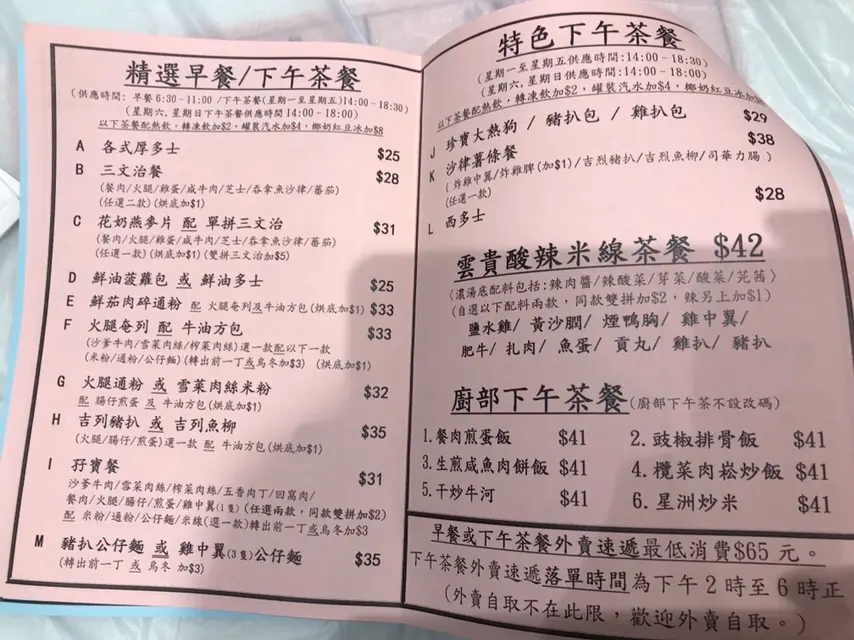 精選早餐/下午茶餐
(供應時間: 早餐6:30-11:00 /下午茶餐(星期一至星期五)14:00-18:30)
(星期六, 星期日下午茶餐供應時間14:00-18:00)
以下茶餐配熱飲, 轉凍飲加$2, 罐裝汽水加$4, 椰奶紅豆冰加$8
A 各式厚多士 $25
B 三文治餐 $28
(餐肉/火腿/雞蛋/咸牛肉/芝士/吞拿魚沙律/蕃茄)
(任選二款)(烘底加$1)
C 花奶燕麥片 配 單拼三文治 $31
(餐肉/火腿/雞蛋/咸牛肉/芝士/吞拿魚沙律/蕃茄)
(任選一款)(烘底加$1)(雙拼三文治加$5)
D 鮮油菠蘿包 或 鮮油多士 $25
E 鮮茄肉碎通粉 配 火腿奄列及牛油方包(烘底加$1) $33
F 火腿奄列 配 牛油方包 $33
(沙爹牛肉/雪菜肉絲/榨菜肉絲)選一款配以下一款
(米粉/通粉/公仔麵)(轉出前一丁或烏冬加$3) (烘底加$1)
G 火腿通粉 或 雪菜肉絲米粉 $32
配 腸仔煎蛋 及 牛油方包(烘底加$1)
H 吉列豬扒 或 吉列魚柳 $35
(火腿/腸仔/煎蛋)選一款 配 牛油方包(烘底加$1)
I 孖寶餐 $31
沙爹牛肉/雪菜肉絲/榨菜肉絲/五香肉丁/回窩肉/
餐肉/火腿/腸仔/煎蛋/雞中翼(1隻)(任選兩款, 同款雙拼加$2)
配 米粉/通粉/公仔麵/米線(選一款)轉出前一丁或烏冬加$3
M 豬扒公仔麵 或 雞中翼(3隻)公仔麵 $35
(轉出前一丁 或 烏冬 加$3)
特色下午茶餐
(星期一至星期五供應時間:14:00-18:30)
(星期六, 星期日供應時間:14:00-18:00)
以下茶餐配熱飲, 轉凍飲加$2, 罐裝汽水加$4, 椰奶紅豆冰加
J 珍寶大熱狗 / 豬扒包 / 雞扒包 $29
K 沙律薯條餐 $38
(炸雞中翼/炸雞脾(加$1)/吉烈豬扒/吉烈魚柳/司華力腸)
(任選一款)
L 西多士 $28
雲貴酸辣米線茶餐 $42
〈濃湯底配料包括:辣肉醬/辣酸菜/芽菜/酸菜/芫茜〉
(自選以下配料兩款, 同款雙拼加$2, 辣另上加$1)
鹽水雞/ 黃沙膶/ 煙鴨胸/ 雞中翼/
肥牛/ 扎肉/ 魚蛋/ 貢丸/ 雞扒/ 豬扒
廚部下午茶餐(廚部下午茶不設改碼)
1.餐肉煎蛋飯 $41 2.豉椒排骨飯 $41
3.生煎咸魚肉餅飯 $41 4.欖菜肉崧炒飯 $41
5.干炒牛河 $41 6.星洲炒米 $41
早餐或下午茶餐外賣速遞最低消費$65元。
下午茶餐外賣速遞落單時間為下午2時至6時正
(外賣自取不在此限, 歡迎外賣自取。)